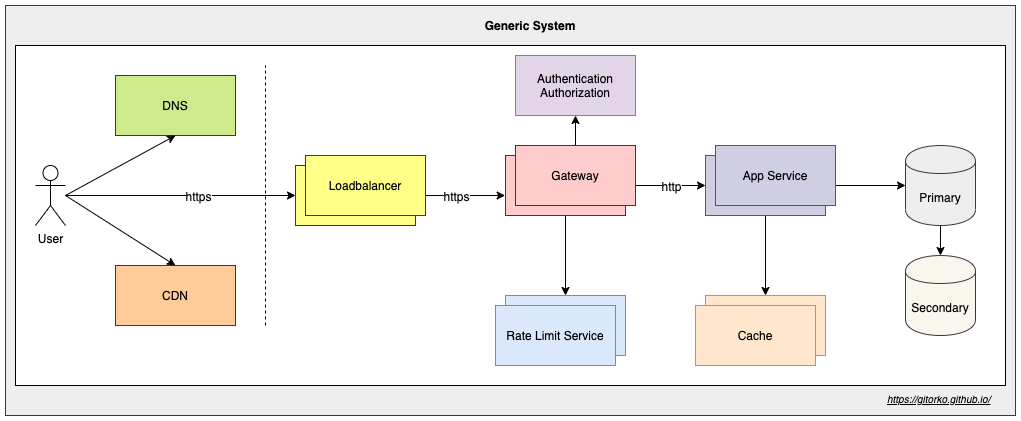 Generic System
DNS
Authentication
Authorization
User
https
Loadbalancer
https
Gateway
http
App Service
Primary
CDN
Rate Limit Service
Cache
Secondary
https://gitorko.github.io/